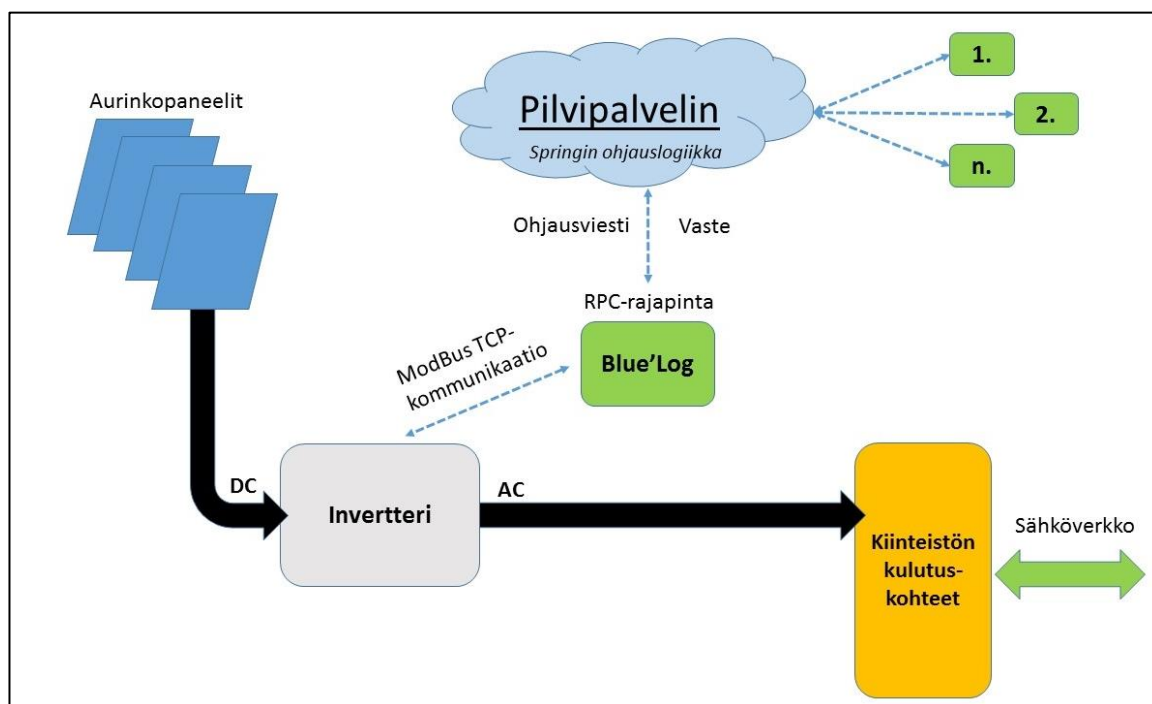 Aurinkopaneelit
Pilvipalvelin
Springin ohjauslogiikka
1.
2.
n.
Ohjausviesti
Vaste
RPC-rajapinta
Blue'Log
ModBus TCP-
kommunikaatio
DC
Invertteri
AC
Kiinteistön
kulutus-
kohteet
Sähköverkko